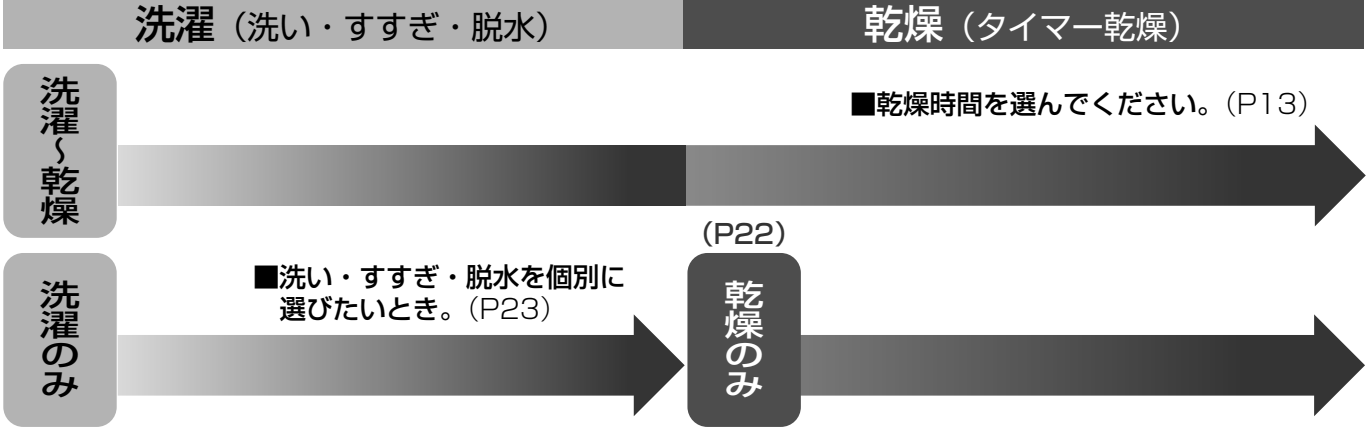 洗濯(洗い・すすぎ・脱水)
乾燥(タイマー乾燥)
洗濯〜乾燥
■乾燥時間を選んでください。(P13)
洗濯のみ
■洗い・すすぎ・脱水を個別に
選びたいとき。(P23)
(P22)
乾燥のみ